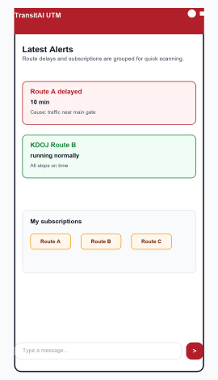 TransitAI UTM
Latest Alerts
Route delays and subscriptions are grouped for quick scanning.
Route A delayed
10 min
Cause: traffic near main gate
KDOJ Route B
running normally
All stops on time
My subscriptions
Route A
Route B
Route C
Type a message...
>